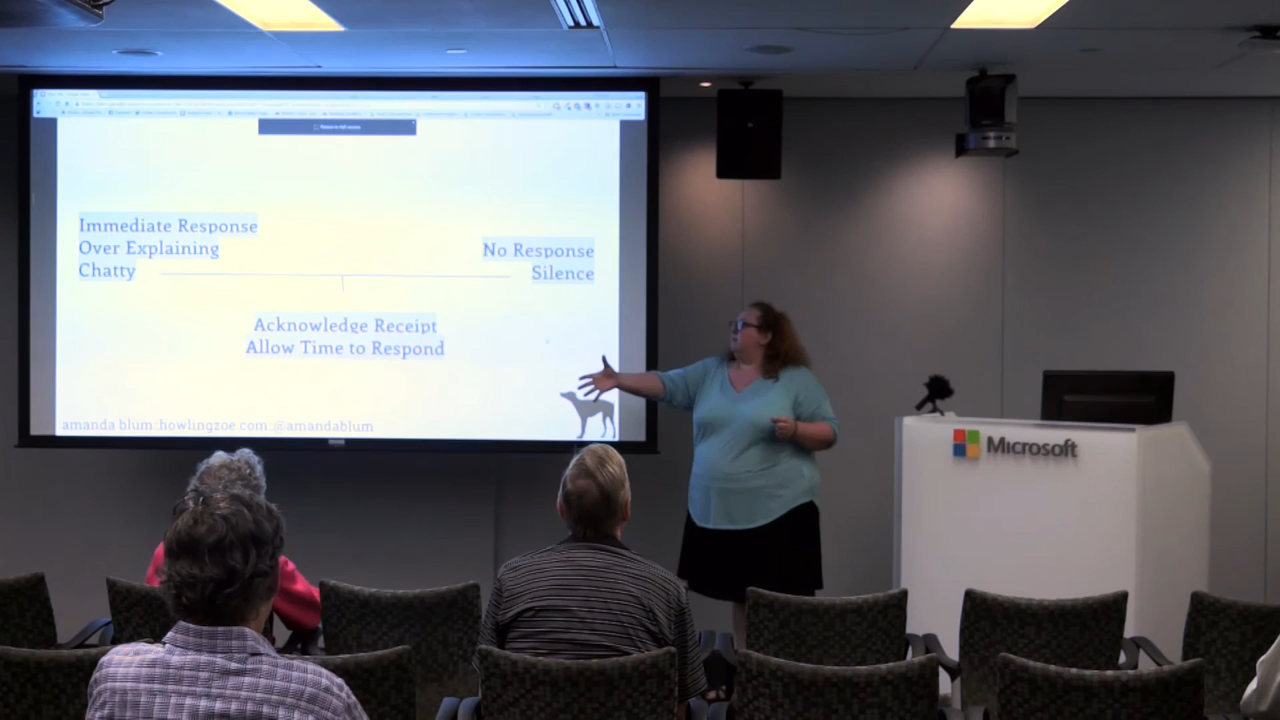 Immediate Response
Over Explaining
Chatty
No Response
Silence
Acknowledge Receipt
Allow Time to Respond
amanda blum::howlingzoe.com::@amandablum
Microsoft